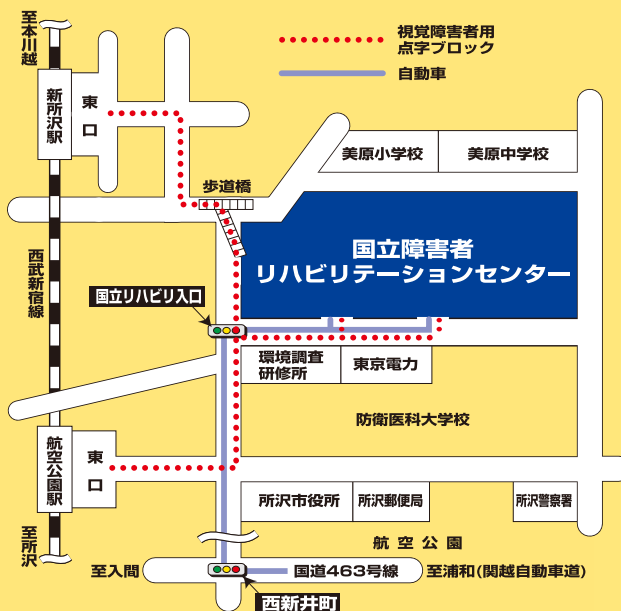 至本川越
視覚障害者用
点字ブロック
自動車
新所沢駅
東口
美原小学校
美原中学校
歩道橋
国立障害者
リハビリテーションセンター
西武新宿線
国立リハビリ入口
環境調査
研修所
東京電力
防衛医科大学校
航空公園駅
東口
所沢市役所
所沢郵便局
所沢警察署
至所沢
航空公園
至入間
国道463号線
至浦和(関越自動車道)
西新井町